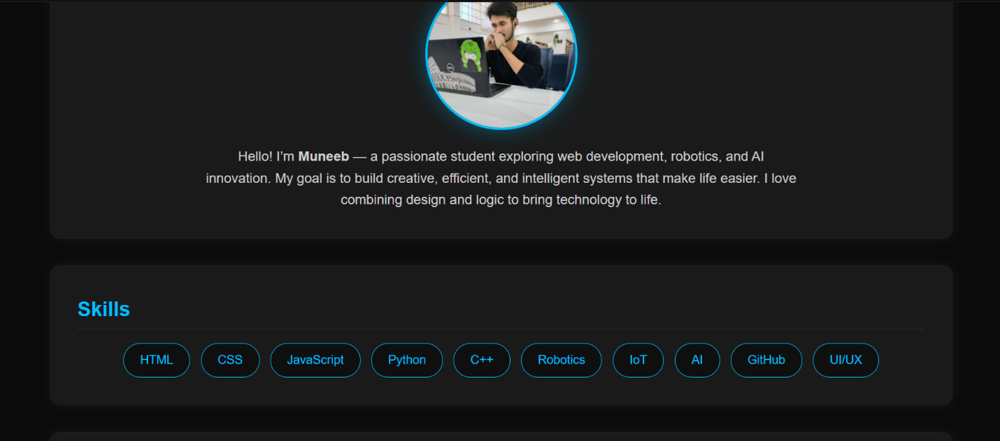 Hello! I’m Muneeb — a passionate student exploring web development, robotics, and AI
innovation. My goal is to build creative, efficient, and intelligent systems that make life easier. I love
combining design and logic to bring technology to life.
Skills
HTML CSS JavaScript Python C++ Robotics IoT AI GitHub UI/UX